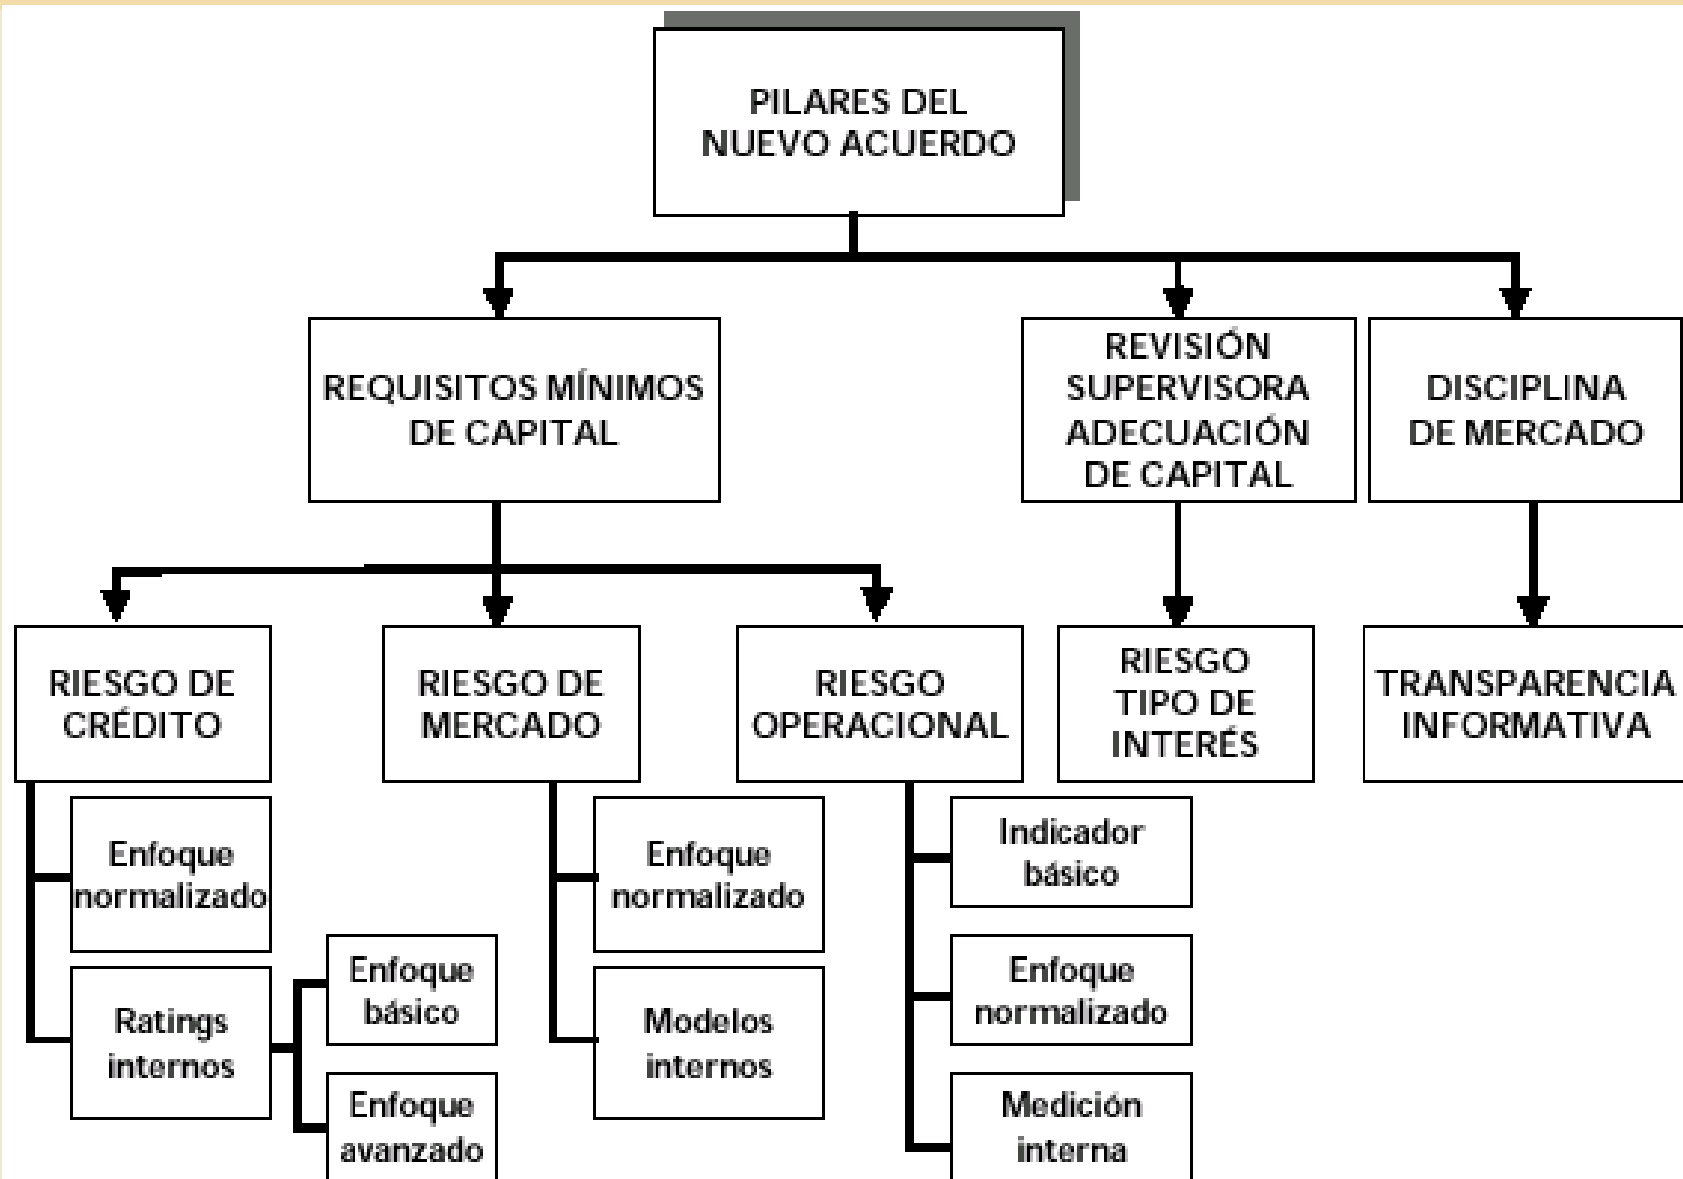 PILARES DEL
NUEVO ACUERDO
REQUISITOS MÍNIMOS
DE CAPITAL
REVISIÓN
SUPERVISORA
ADECUACIÓN
DE CAPITAL
DISCIPLINA
DE MERCADO
RIESGO DE
CRÉDITO
RIESGO DE
MERCADO
RIESGO
OPERACIONAL
RIESGO
TIPO DE
INTERÉS
TRANSPARENCIA
INFORMATIVA
Enfoque
normalizado
Ratings
internos
Enfoque
básico
Enfoque
avanzado
Enfoque
normalizado
Modelos
internos
Indicador
básico
Enfoque
normalizado
Medición
interna